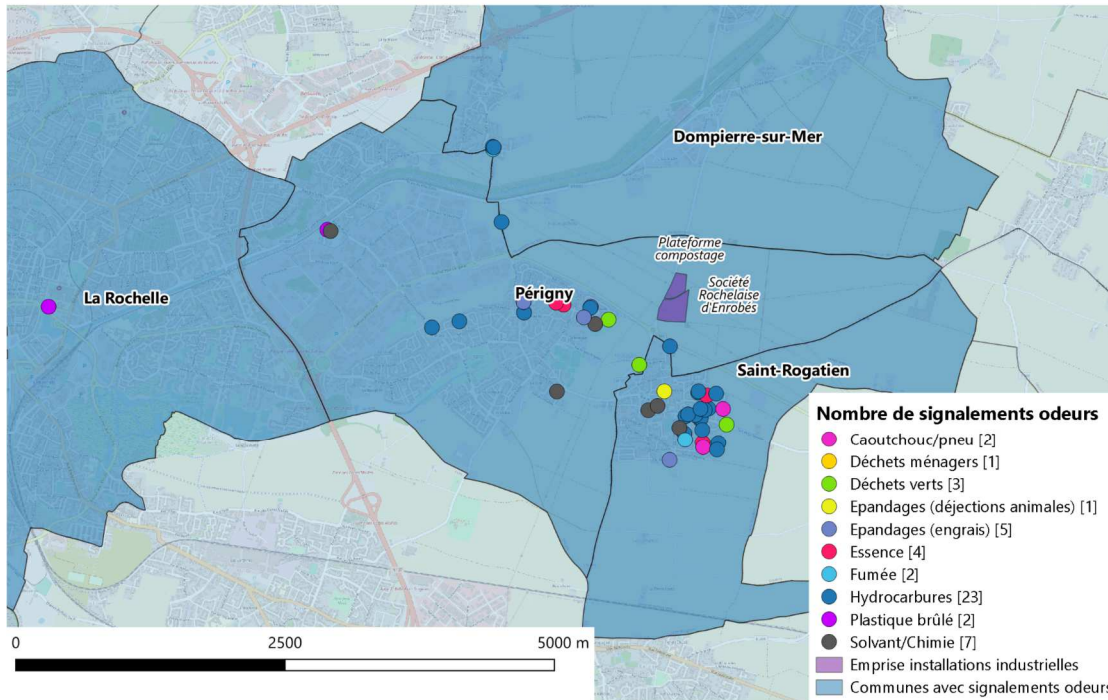 Dompierre-sur-Mer
Plateforme
compostage
La Rochelle
Périgny
Société
Rochelaise
d'Enrobés
Saint-Rogatien
Nombre de signalements odeurs
Caoutchouc/pneu [2]
Déchets ménagers [1]
Déchets verts [3]
Epandages (déjections animales) [1]
Epandages (engrais) [5]
Essence [4]
Fumée [2]
Hydrocarbures [23]
Plastique brûlé [2]
Solvant/Chimie [7]
Emprise installations industrielles
Communes avec signalements odeurs
0 2500 5000 m